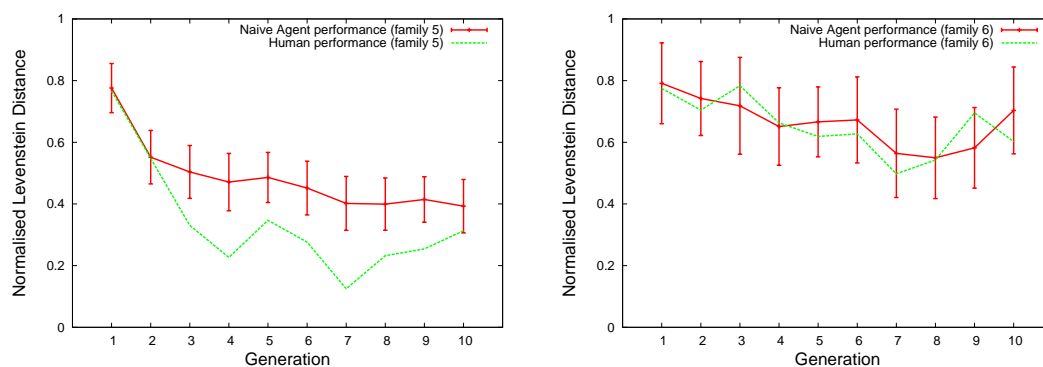 Naive Agent performance (family 5)
Human performance (family 5)
Normalised Levenstein Distance
1
0.8
0.6
0.4
0.2
0
1 2 3 4 5 6 7 8 9 10
Generation
Naive Agent performance (family 6)
Human performance (family 6)
Normalised Levenstein Distance
1
0.8
0.6
0.4
0.2
0
1 2 3 4 5 6 7 8 9 10
Generation